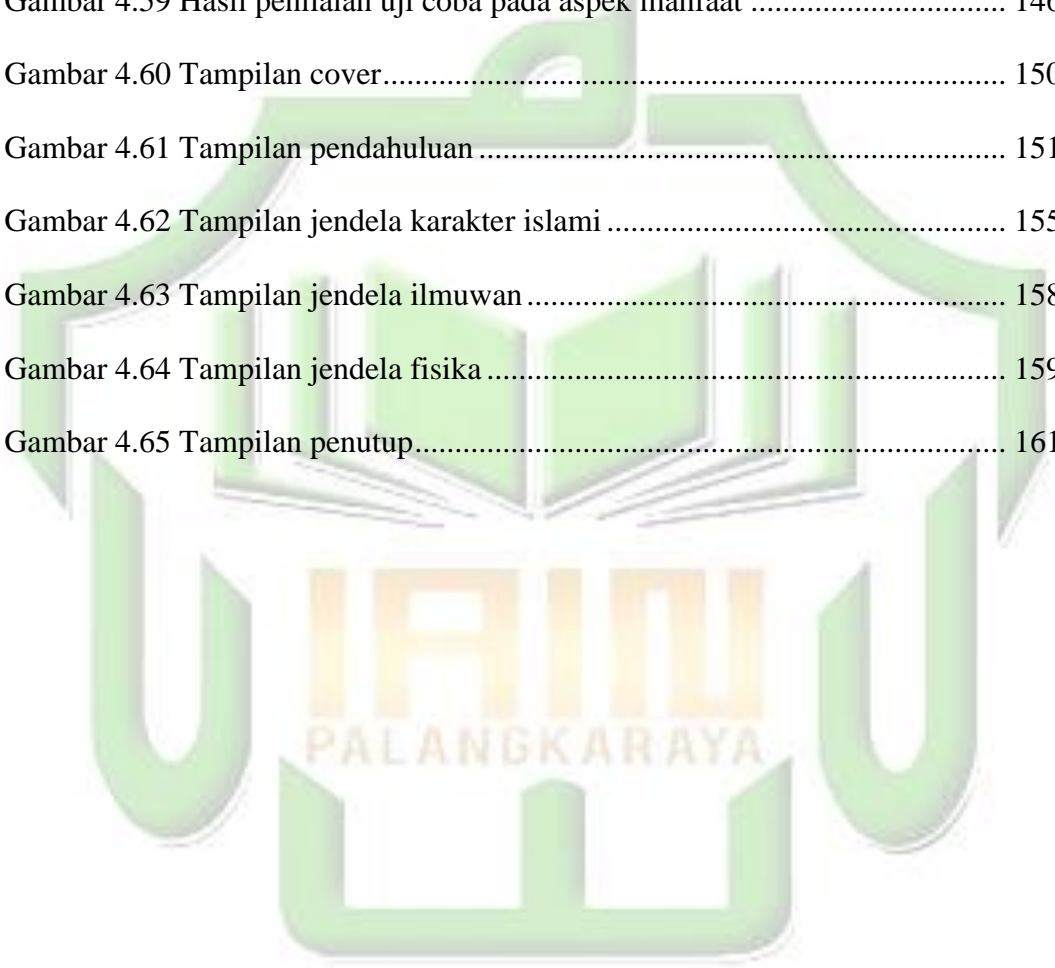 Gambar 4.59 Hasil penilaian uji coba pada aspek manfaat .............................. 146
Gambar 4.60 Tampilan cover.......................................................................... 150
Gambar 4.61 Tampilan pendahuluan ............................................................... 151
Gambar 4.62 Tampilan jendela karakter islami ................................................ 155
Gambar 4.63 Tampilan jendela ilmuwan ......................................................... 158
Gambar 4.64 Tampilan jendela fisika .............................................................. 159
Gambar 4.65 Tampilan penutup...................................................................... 161
IAIN
PALANGKARAYA